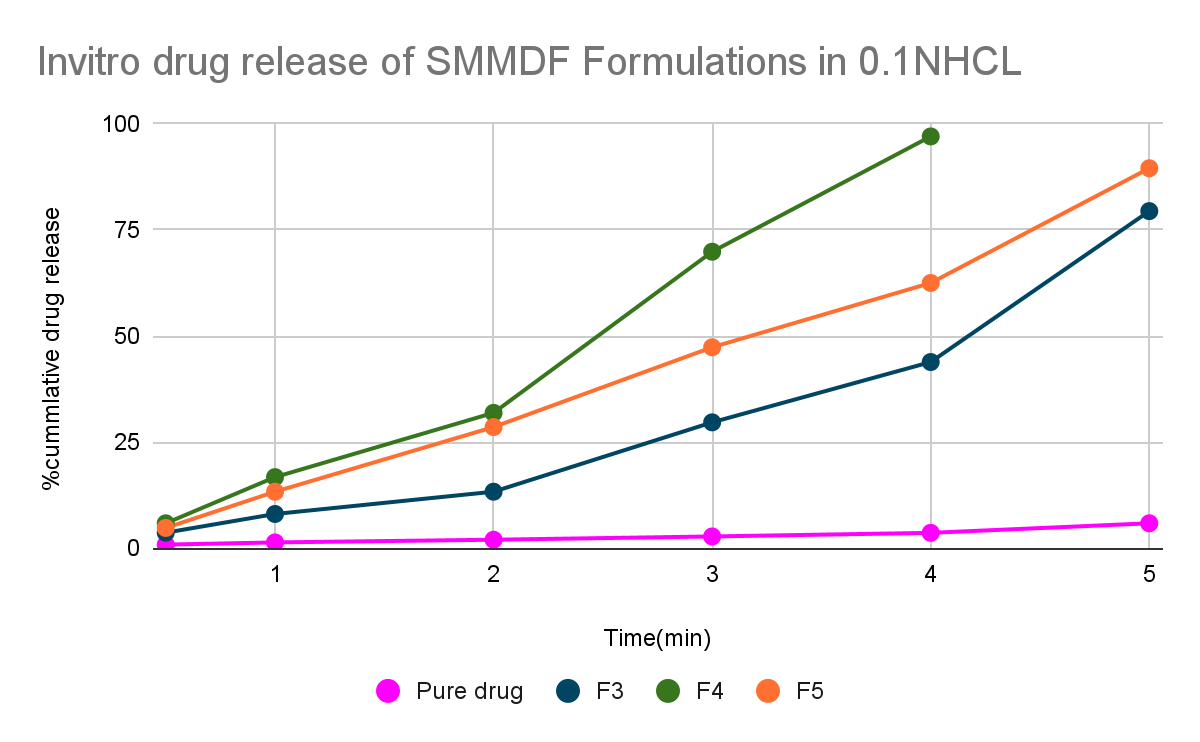 Invitro drug release of SMMDF Formulations in 0.1NHCL
100
75
50
25
0
%cummlative drug release
1 2 3 4 5
Time(min)
Pure drug F3 F4 F5